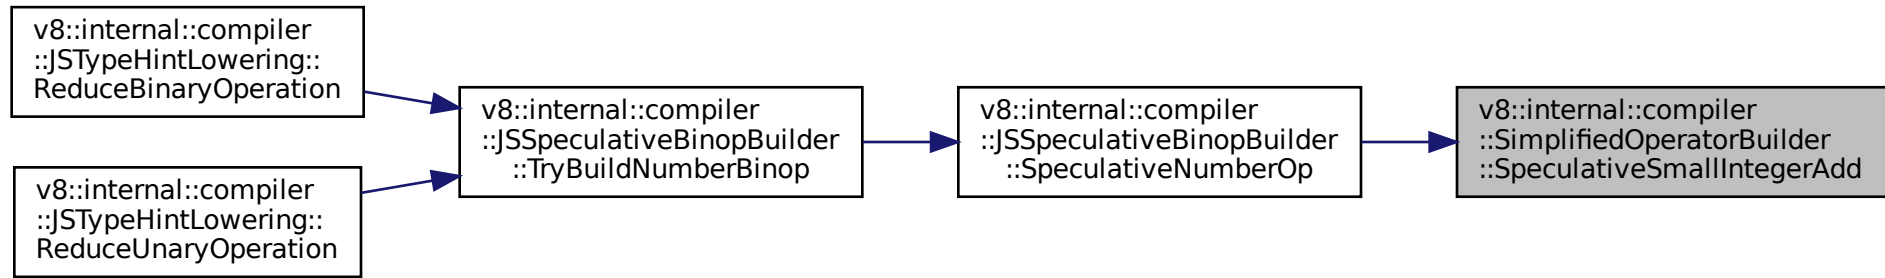 v8::internal::compiler
::JSTypeHintLowering::
ReduceBinaryOperation
v8::internal::compiler
::JSTypeHintLowering::
ReduceUnaryOperation
v8::internal::compiler
::JSSpeculativeBinopBuilder
::TryBuildNumberBinop
v8::internal::compiler
::JSSpeculativeBinopBuilder
::SpeculativeNumberOp
v8::internal::compiler
::SimplifiedOperatorBuilder
::SpeculativeSmallIntegerAdd